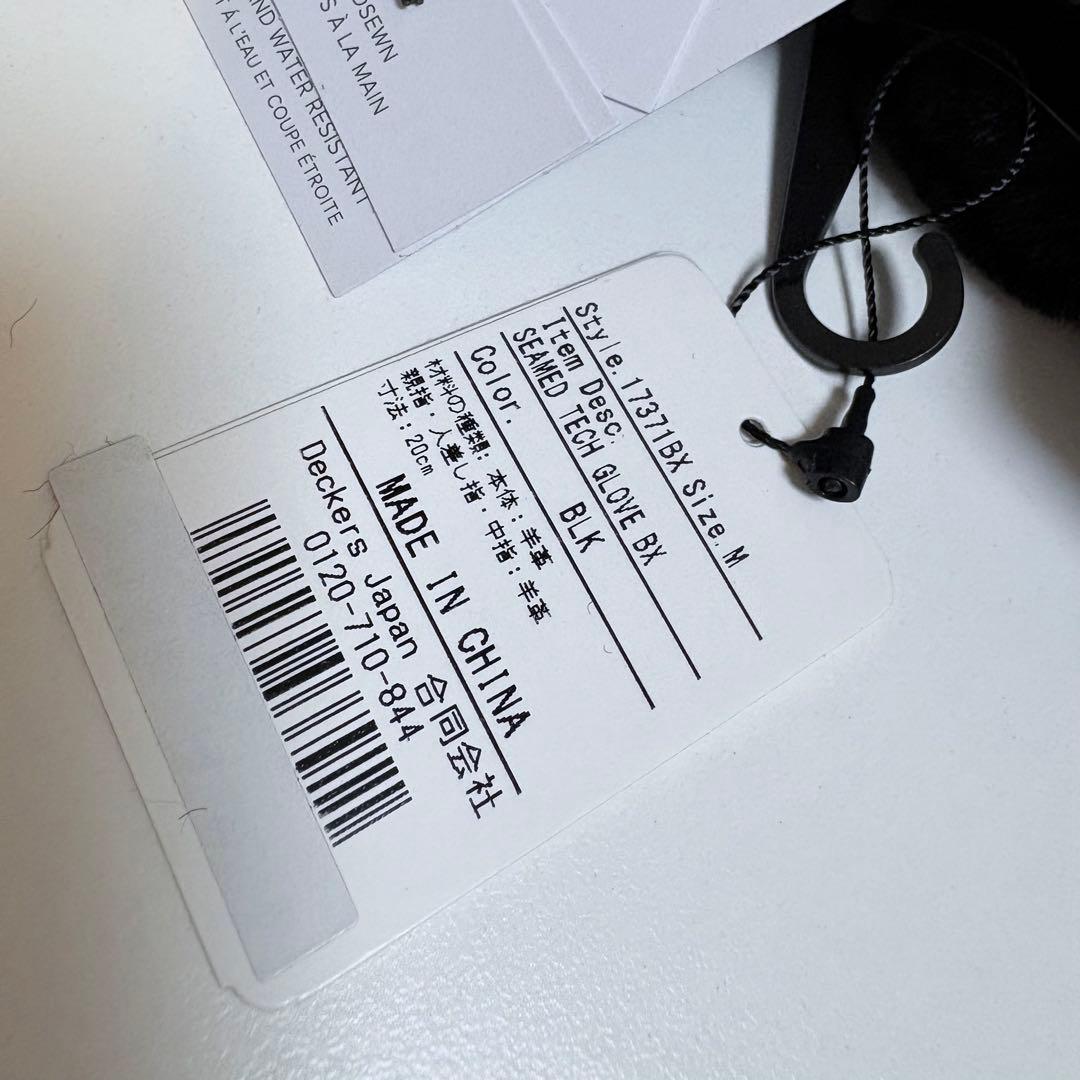 OSEWN
S À LA MAIN
ND WATER RESISTANT
T À L'EAU ET COUPE ÉTROITE
Style. 17371BX Size. M
Item Desc.
SEAMED TECH GLOVE BX
Color. BLK
材料の種類: 本体：羊革
親指・人差し指・中指：羊革
寸法：20cm
MADE IN CHINA
Deckers Japan 合同会社
0120-710-844